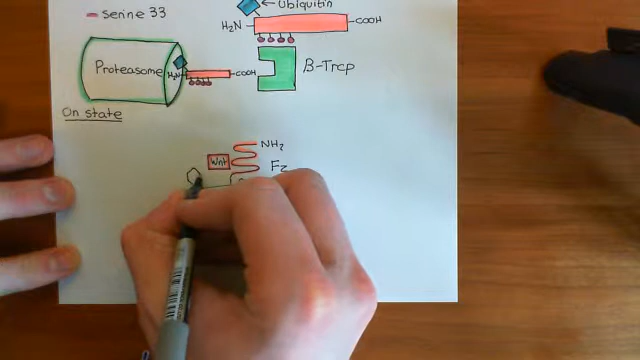 serine 33
Ubiquitin
H₂N
COOH
Proteasome
H₂N
COOH
β-Trcp
On state
NH₂
Wnt
Fz